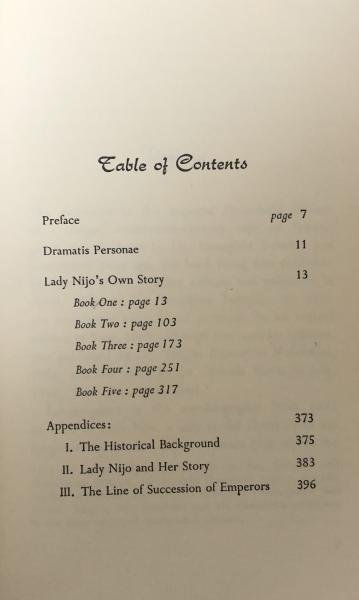 Table of Contents
Preface page 7
Dramatis Personae 11
Lady Nijo's Own Story 13
Book One : page 13
Book Two : page 103
Book Three : page 173
Book Four : page 251
Book Five : page 317
Appendices: 373
I. The Historical Background 375
II. Lady Nijo and Her Story 383
III. The Line of Succession of Emperors 396